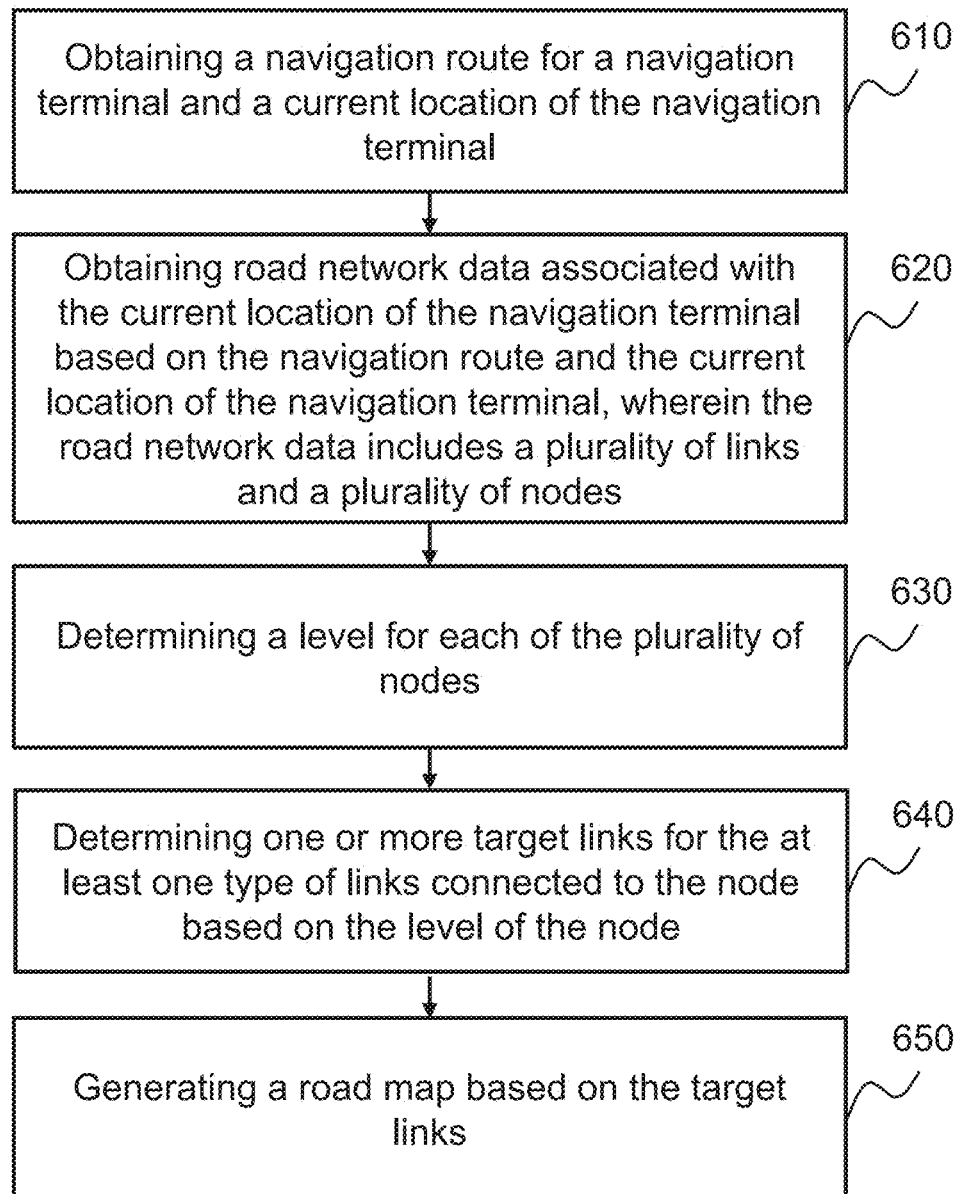 610
Obtaining a navigation route for a navigation
terminal and a current location of the navigation
terminal
620
Obtaining road network data associated with
the current location of the navigation terminal
based on the navigation route and the current
location of the navigation terminal, wherein the
road network data includes a plurality of links
and a plurality of nodes
630
Determining a level for each of the plurality of
nodes
640
Determining one or more target links for the at
least one type of links connected to the node
based on the level of the node
650
Generating a road map based on the target
links